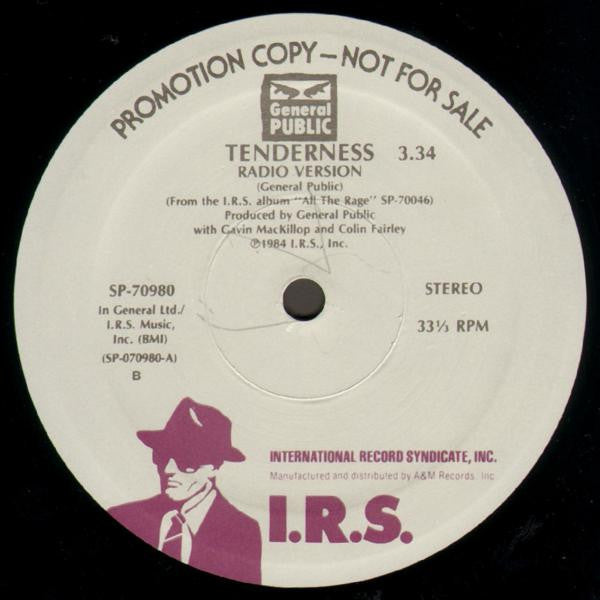 PROMOTION COPY — NOT FOR SALE
General
PUBLIC
TENDERNESS 3.34
RADIO VERSION
(General Public)
(From the I.R.S. album "All The Rage" SP-70046)
Produced by General Public
with Gavin MacKillop and Colin Fairley
℗1984 I.R.S., Inc.
SP-70980
In General Ltd./
I.R.S. Music,
Inc. (BMI)
(SP-070980-A)
B
STEREO
33⅓ RPM
INTERNATIONAL RECORD SYNDICATE, INC.
Manufactured and distributed by A&M Records, Inc.
I.R.S.